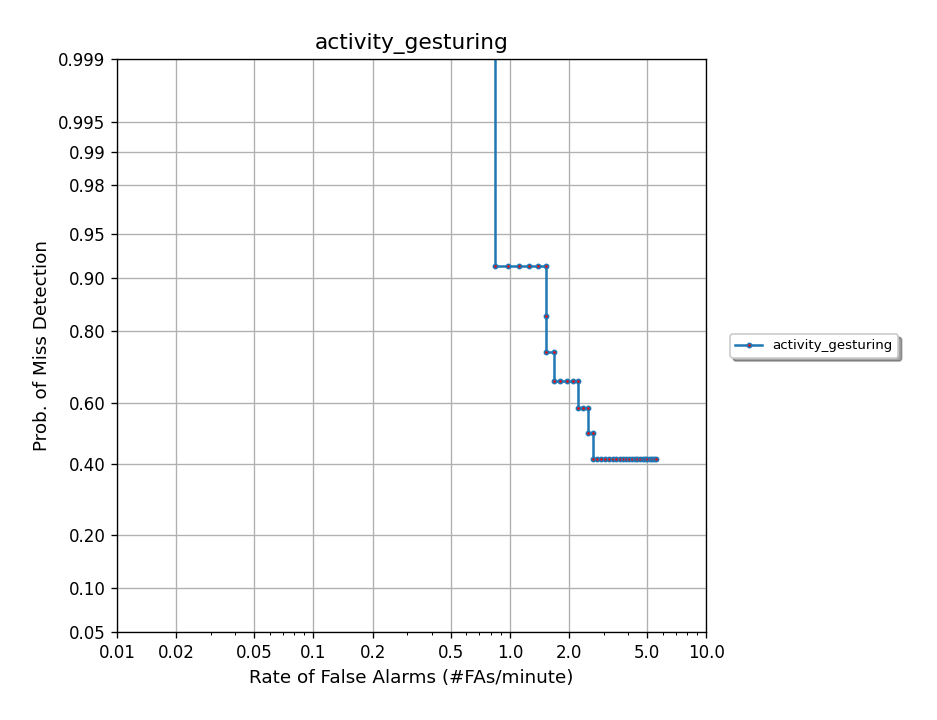 activity_gesturing
0.999
0.995
0.99
0.98
0.95
0.90
0.80
0.60
0.40
0.20
0.10
0.05
Prob. of Miss Detection
activity_gesturing
0.01 0.02 0.05 0.1 0.2 0.5 1.0 2.0 5.0 10.0
Rate of False Alarms (#FAs/minute)